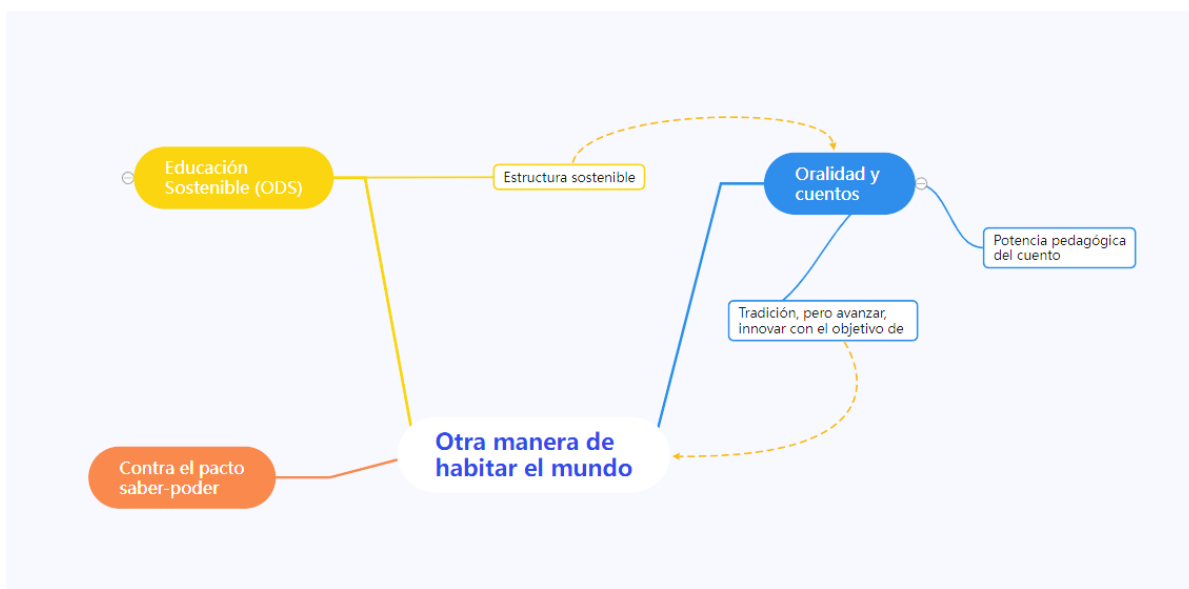 Educación
Sostenible (ODS)
Estructura sostenible
Oralidad y
cuentos
Potencia pedagógica
del cuento
Tradición, pero avanzar,
innovar con el objetivo de
Otra manera de
habitar el mundo
Contra el pacto
saber-poder